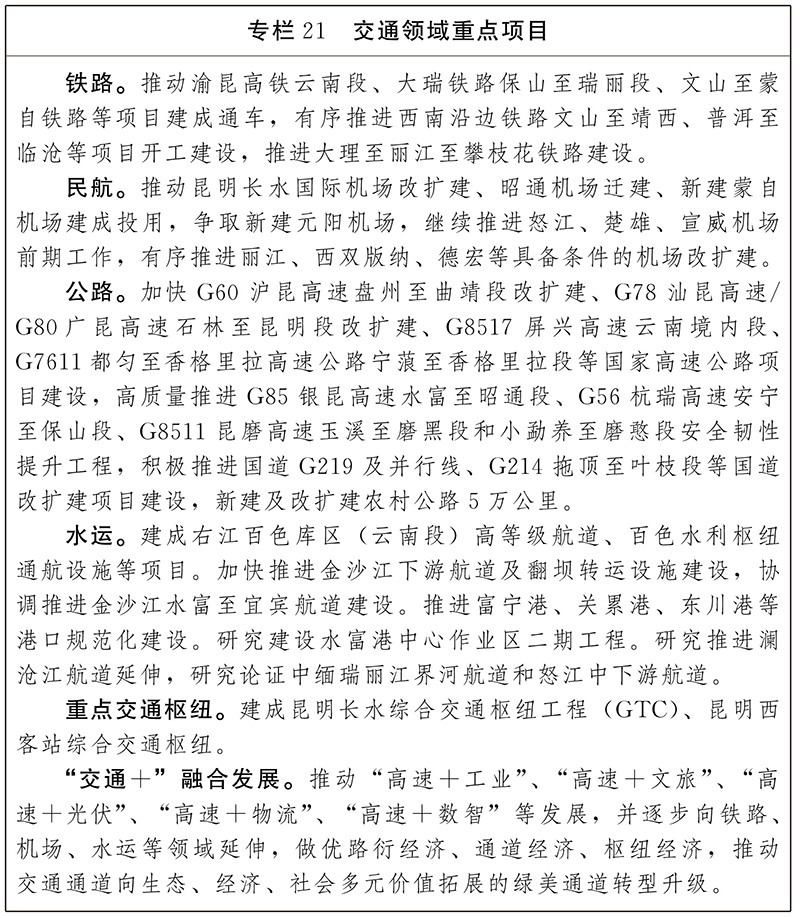 专栏 21 交通领域重点项目
铁路。推动渝昆高铁云南段、大瑞铁路保山至瑞丽段、文山至蒙
自铁路等项目建成通车，有序推进西南沿边铁路文山至靖西、普洱至
临沧等项目开工建设，推进大理至丽江至攀枝花铁路建设。
民航。推动昆明长水国际机场改扩建、昭通机场迁建、新建蒙自
机场建成投用，争取新建元阳机场，继续推进怒江、楚雄、宣威机场
前期工作，有序推进丽江、西双版纳、德宏等具备条件的机场改扩建。
公路。加快 G60 沪昆高速盘州至曲靖段改扩建、G78 汕昆高速/
G80 广昆高速石林至昆明段改扩建、G8517 屏兴高速云南境内段、
G7611 都匀至香格里拉高速公路宁蒗至香格里拉段等国家高速公路项
目建设，高质量推进 G85 银昆高速水富至昭通段、G56 杭瑞高速安宁
至保山段、G8511 昆磨高速玉溪至磨黑段和小勐养至磨憨段安全韧性
提升工程，积极推进国道 G219 及并行线、G214 拖顶至叶枝段等国道
改扩建项目建设，新建及改扩建农村公路 5 万公里。
水运。建成右江百色库区（云南段）高等级航道、百色水利枢纽
通航设施等项目。加快推进金沙江下游航道及翻坝转运设施建设，协
调推进金沙江水富至宜宾航道建设。推进富宁港、关累港、东川港等
港口规范化建设。研究建设水富港中心作业区二期工程。研究推进澜
沧江航道延伸，研究论证中缅瑞丽江界河航道和怒江中下游航道。
重点交通枢纽。建成昆明长水综合交通枢纽工程（GTC）、昆明西
客站综合交通枢纽。
“交通＋”融合发展。推动“高速＋工业”、“高速＋文旅”、“高
速＋光伏”、“高速＋物流”、“高速＋数智”等发展，并逐步向铁路、
机场、水运等领域延伸，做优路衍经济、通道经济、枢纽经济，推动
交通通道向生态、经济、社会多元价值拓展的绿美通道转型升级。